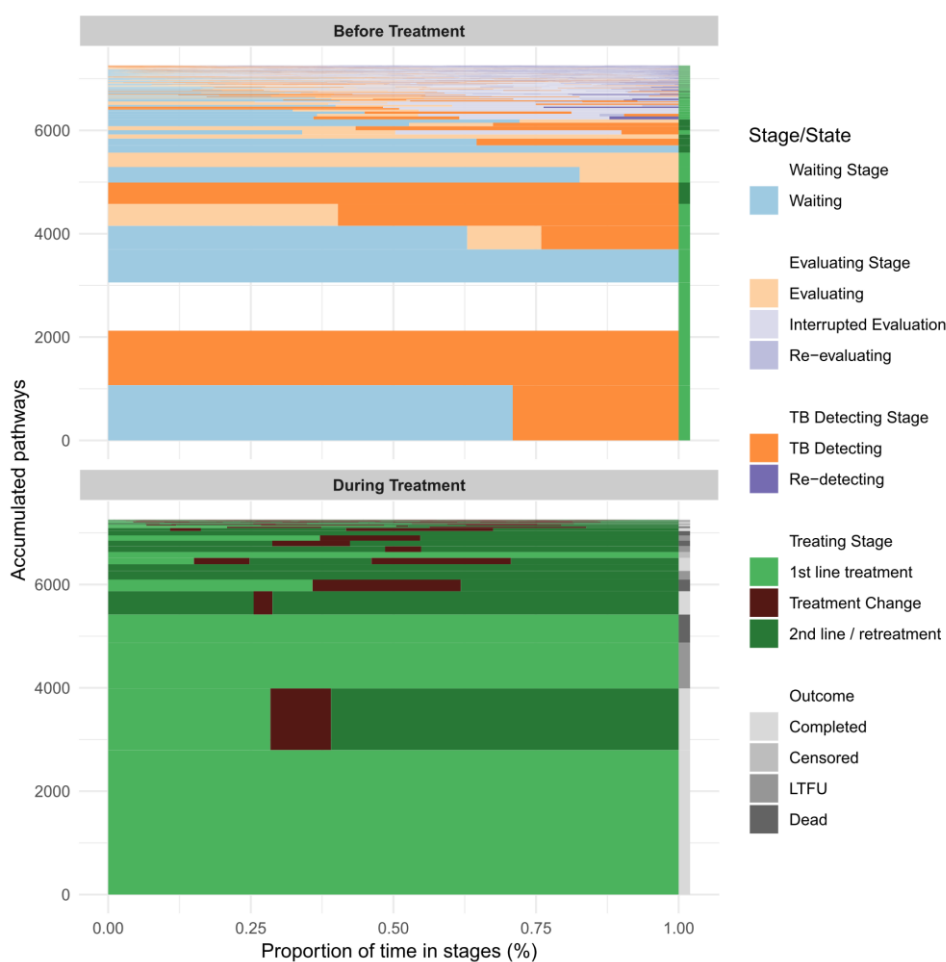 Before Treatment
6000
4000
2000
0
During Treatment
6000
4000
2000
0
0.00 0.25 0.50 0.75 1.00
Proportion of time in stages (%)
Accumulated pathways
Stage/State
Waiting Stage
Waiting
Evaluating Stage
Evaluating
Interrupted Evaluation
Re−evaluating
TB Detecting Stage
TB Detecting
Re−detecting
Treating Stage
1st line treatment
Treatment Change
2nd line / retreatment
Outcome
Completed
Censored
LTFU
Dead